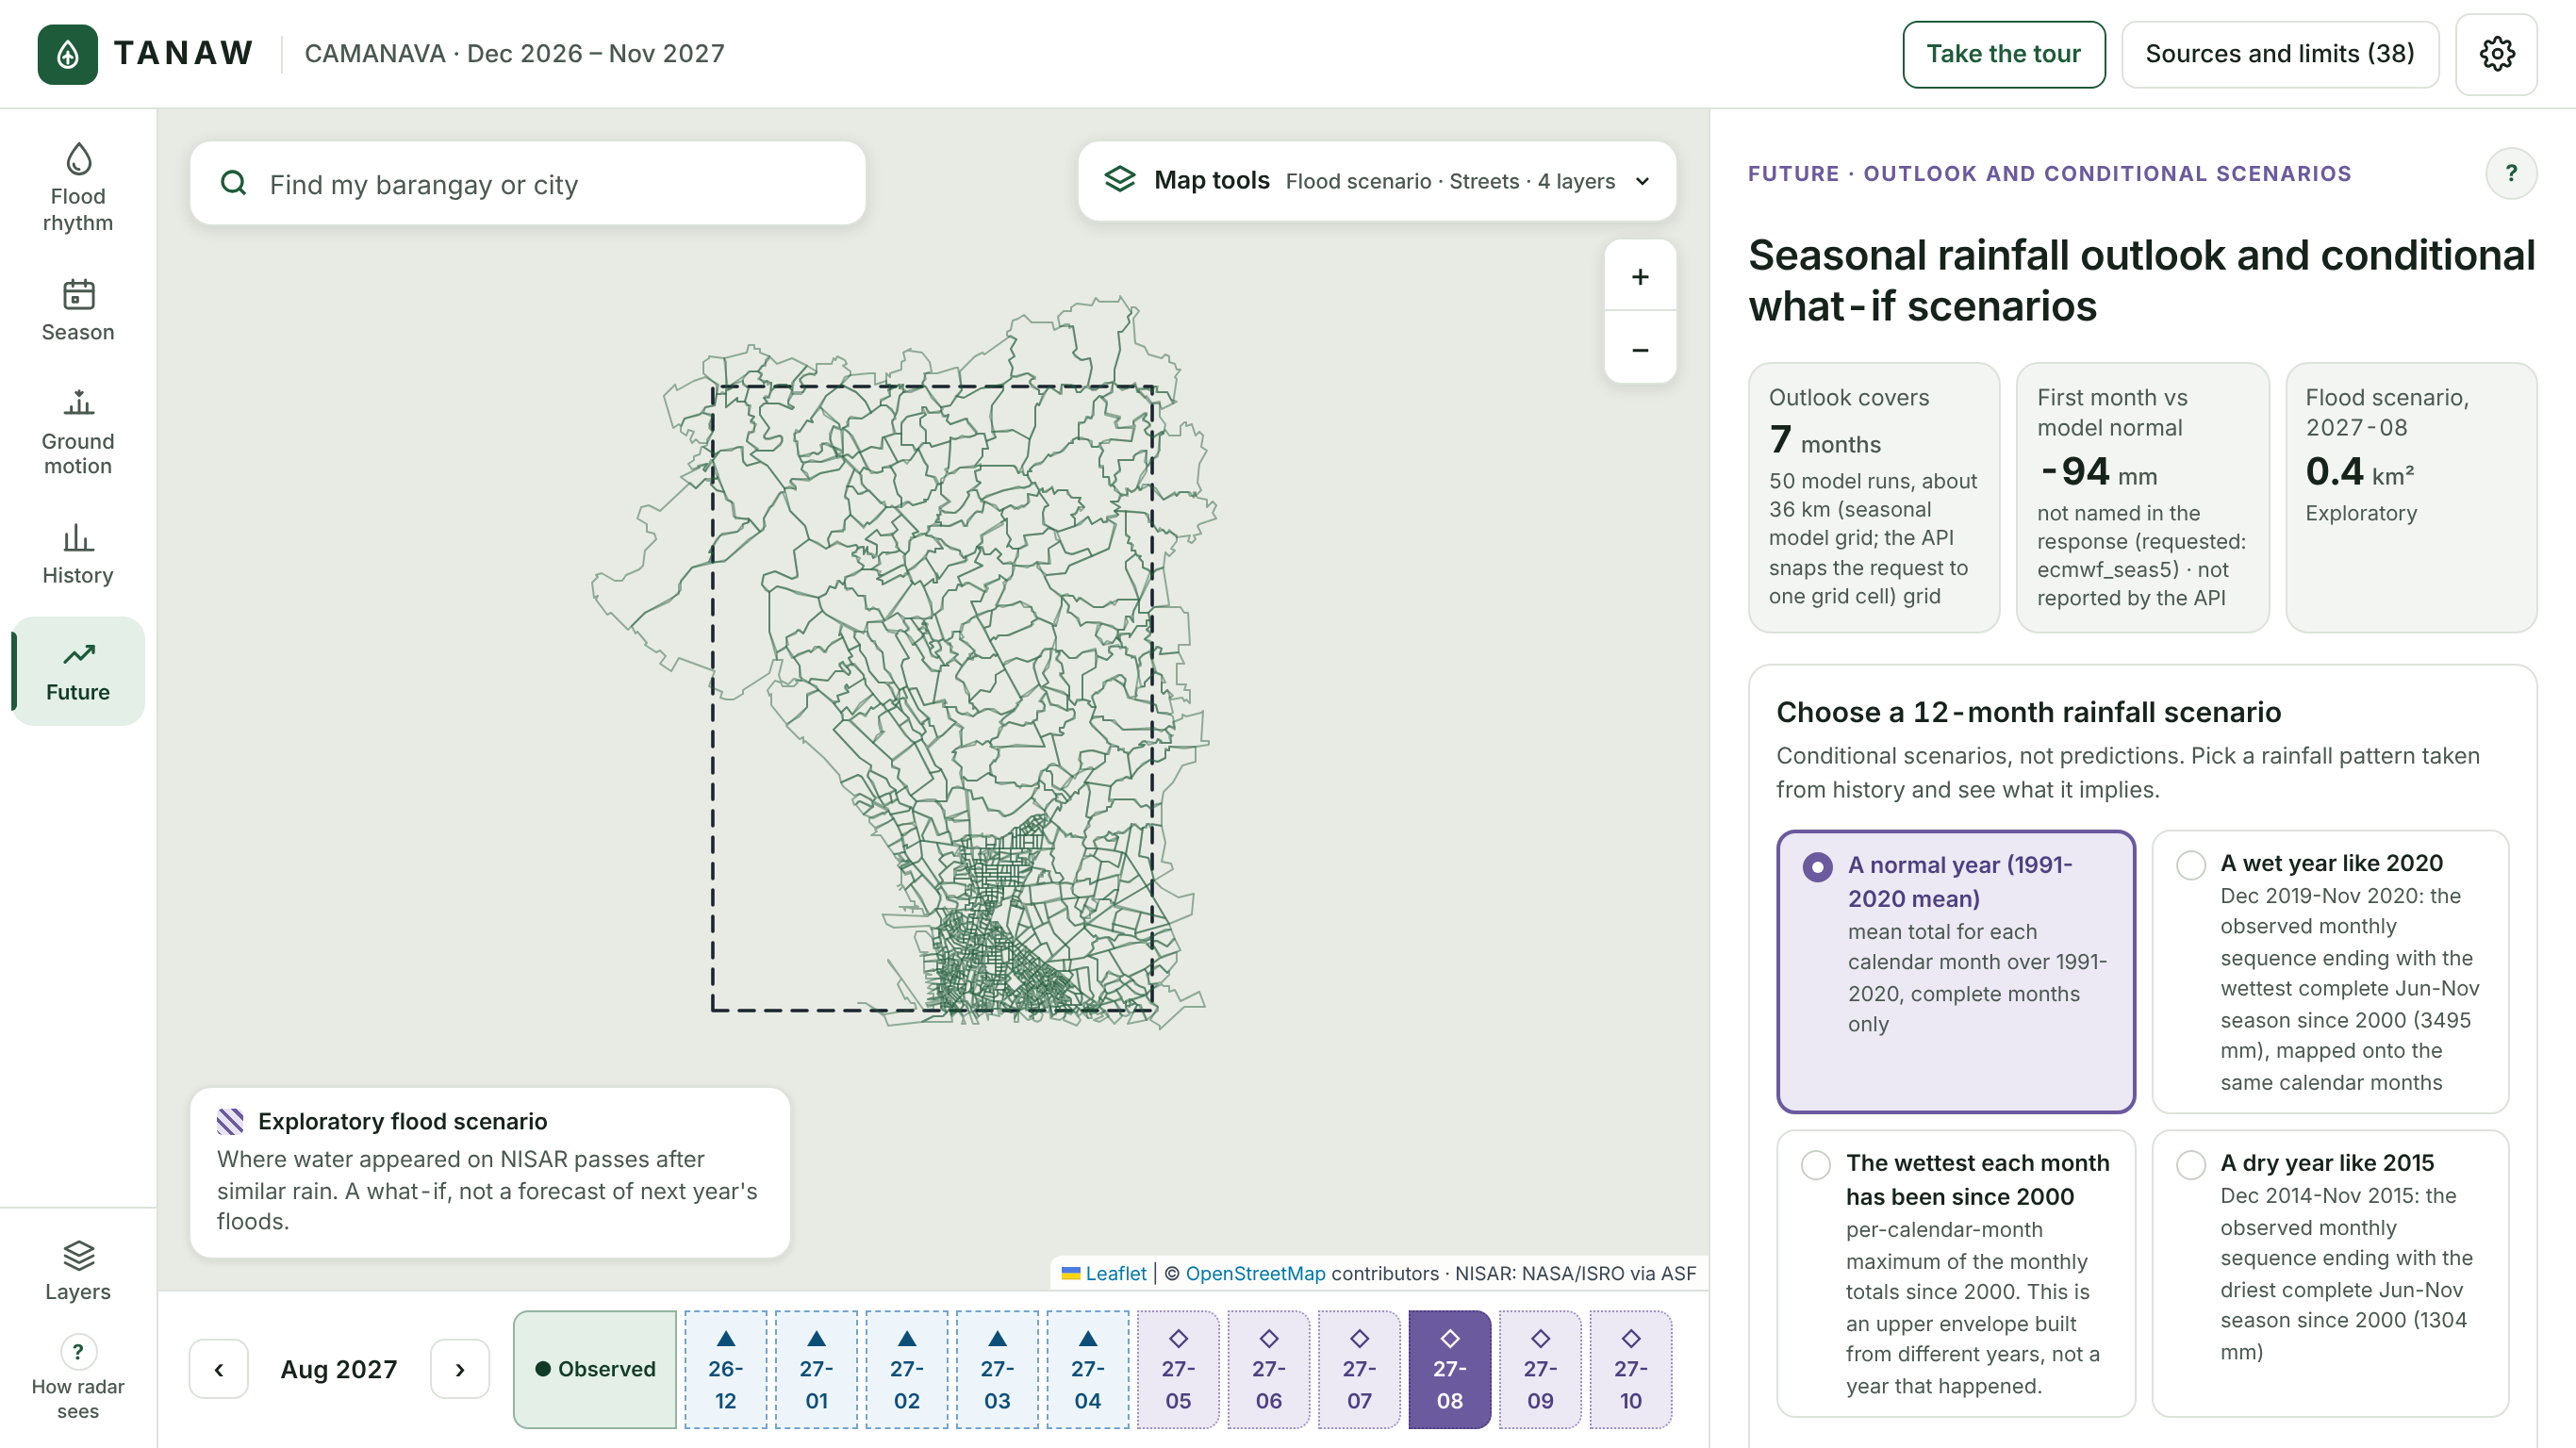 TANAW
CAMANAVA · Dec 2026 – Nov 2027
Take the tour
Sources and limits (38)
Flood
rhythm
Season
Ground
motion
History
Future
Layers
?
How radar
sees
Find my barangay or city
Map tools Flood scenario · Streets · 4 layers
+
−
Exploratory flood scenario
Where water appeared on NISAR passes after
similar rain. A what-if, not a forecast of next year's
floods.
Leaflet | © OpenStreetMap contributors · NISAR: NASA/ISRO via ASF
‹
Aug 2027
›
Observed
26-
12
27-
01
27-
02
27-
03
27-
04
27-
05
27-
06
27-
07
27-
08
27-
09
27-
10
FUTURE · OUTLOOK AND CONDITIONAL SCENARIOS
?
Seasonal rainfall outlook and conditional
what-if scenarios
Outlook covers
7 months
50 model runs, about
36 km (seasonal
model grid; the API
snaps the request to
one grid cell) grid
First month vs
model normal
-94 mm
not named in the
response (requested:
ecmwf_seas5) · not
reported by the API
Flood scenario,
2027-08
0.4 km²
Exploratory
Choose a 12-month rainfall scenario
Conditional scenarios, not predictions. Pick a rainfall pattern taken
from history and see what it implies.
A normal year (1991-
2020 mean)
mean total for each
calendar month over 1991-
2020, complete months
only
A wet year like 2020
Dec 2019-Nov 2020: the
observed monthly
sequence ending with the
wettest complete Jun-Nov
season since 2000 (3495
mm), mapped onto the
same calendar months
The wettest each month
has been since 2000
per-calendar-month
maximum of the monthly
totals since 2000. This is
an upper envelope built
from different years, not a
year that happened.
A dry year like 2015
Dec 2014-Nov 2015: the
observed monthly
sequence ending with the
driest complete Jun-Nov
season since 2000 (1304
mm)